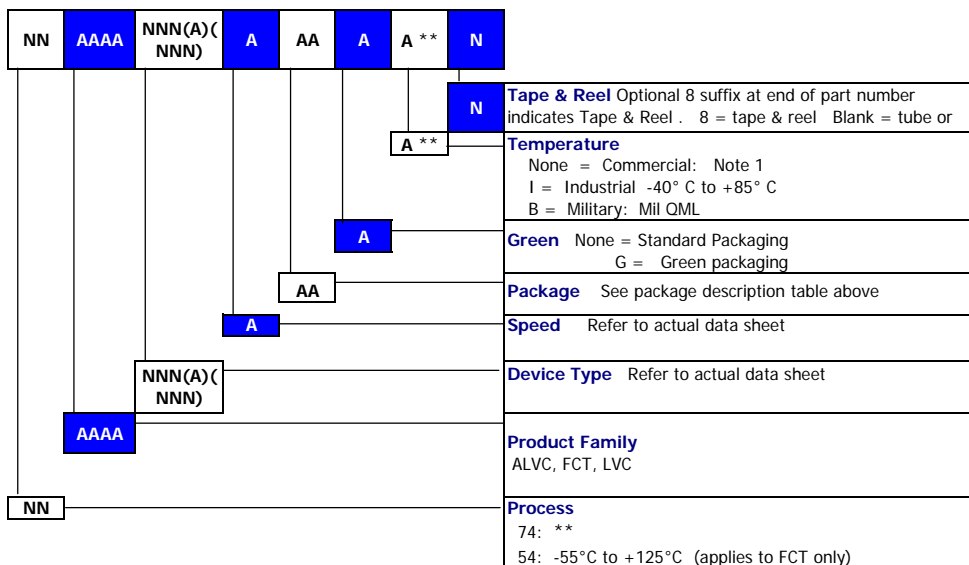 NN AAAA NNN(A)( A AA A A ** N
NNN)
N Tape & Reel Optional 8 suffix at end of part number
indicates Tape & Reel . 8 = tape & reel Blank = tube or
A ** Temperature
None = Commercial: Note 1
I = Industrial -40° C to +85° C
B = Military: Mil QML
A Green None = Standard Packaging
G = Green packaging
AA Package See package description table above
A Speed Refer to actual data sheet
NNN(A)( Device Type Refer to actual data sheet
NNN)
AAAA Product Family
ALVC, FCT, LVC
NN Process
74: **
54: -55°C to +125°C (applies to FCT only)